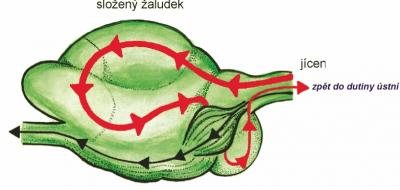 složený žaludek
jícen
zpět do dutiny ústní